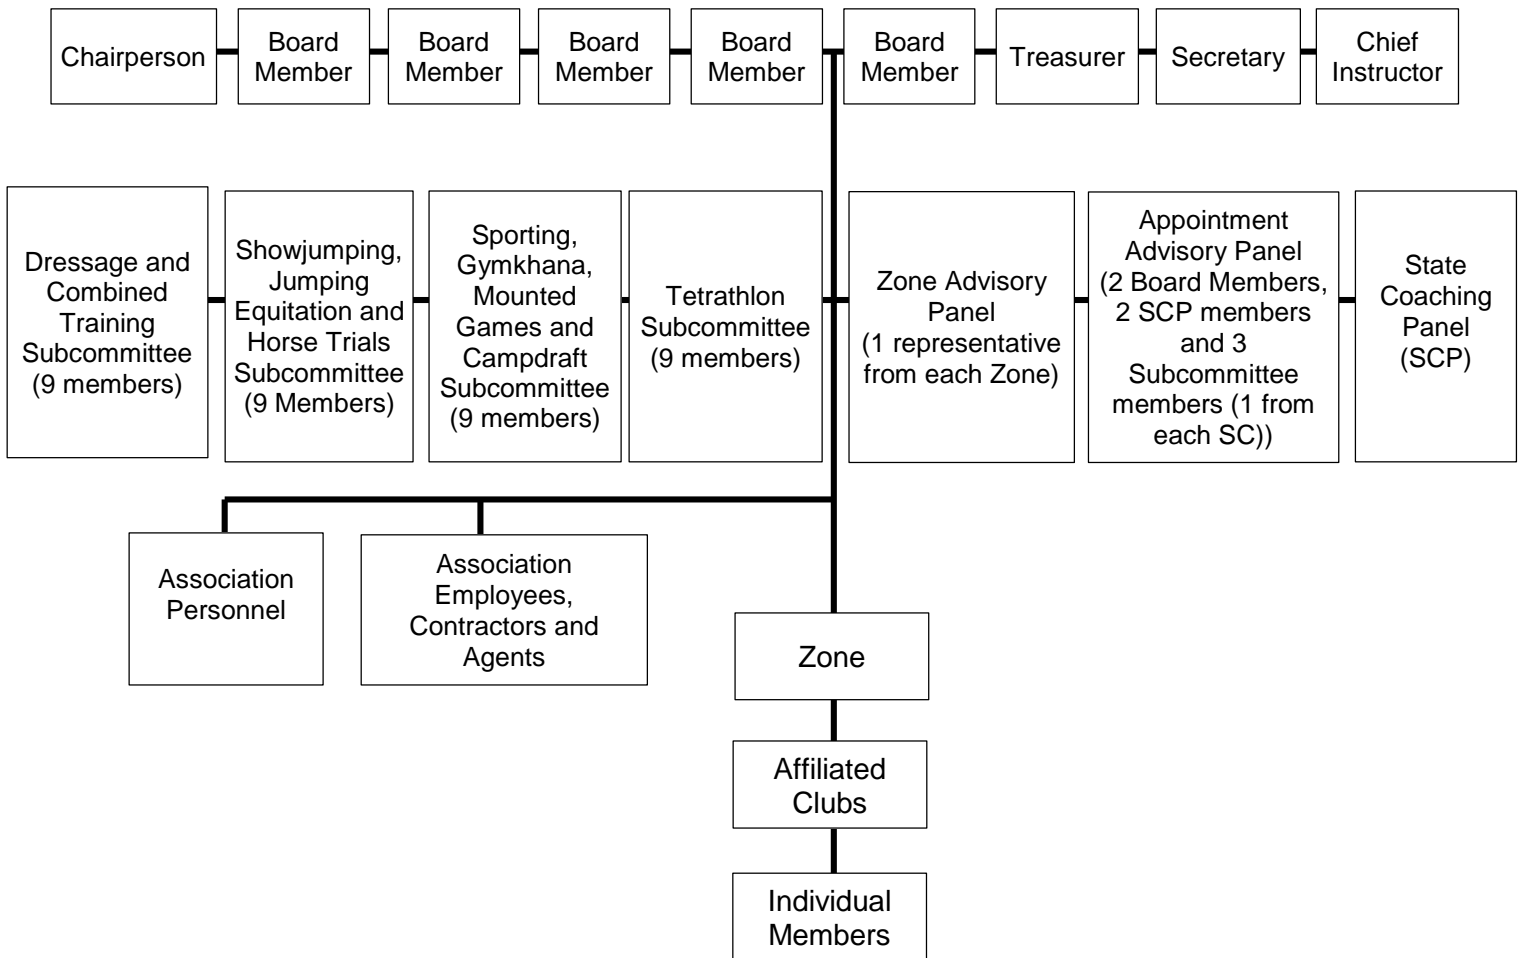 Chairperson
Board
Member
Board
Member
Board
Member
Board
Member
Board
Member
Treasurer
Secretary
Chief
Instructor
Dressage and
Combined
Training
Subcommittee
(9 members)
Showjumping,
Jumping
Equitation and
Horse Trials
Subcommittee
(9 Members)
Sporting,
Gymkhana,
Mounted
Games and
Campdraft
Subcommittee
(9 members)
Tetrathlon
Subcommittee
(9 members)
Zone Advisory
Panel
(1 representative
from each Zone)
Appointment
Advisory Panel
(2 Board Members,
2 SCP members
and 3
Subcommittee
members (1 from
each SC))
State
Coaching
Panel
(SCP)
Association
Personnel
Association
Employees,
Contractors and
Agents
Zone
Affiliated
Clubs
Individual
Members